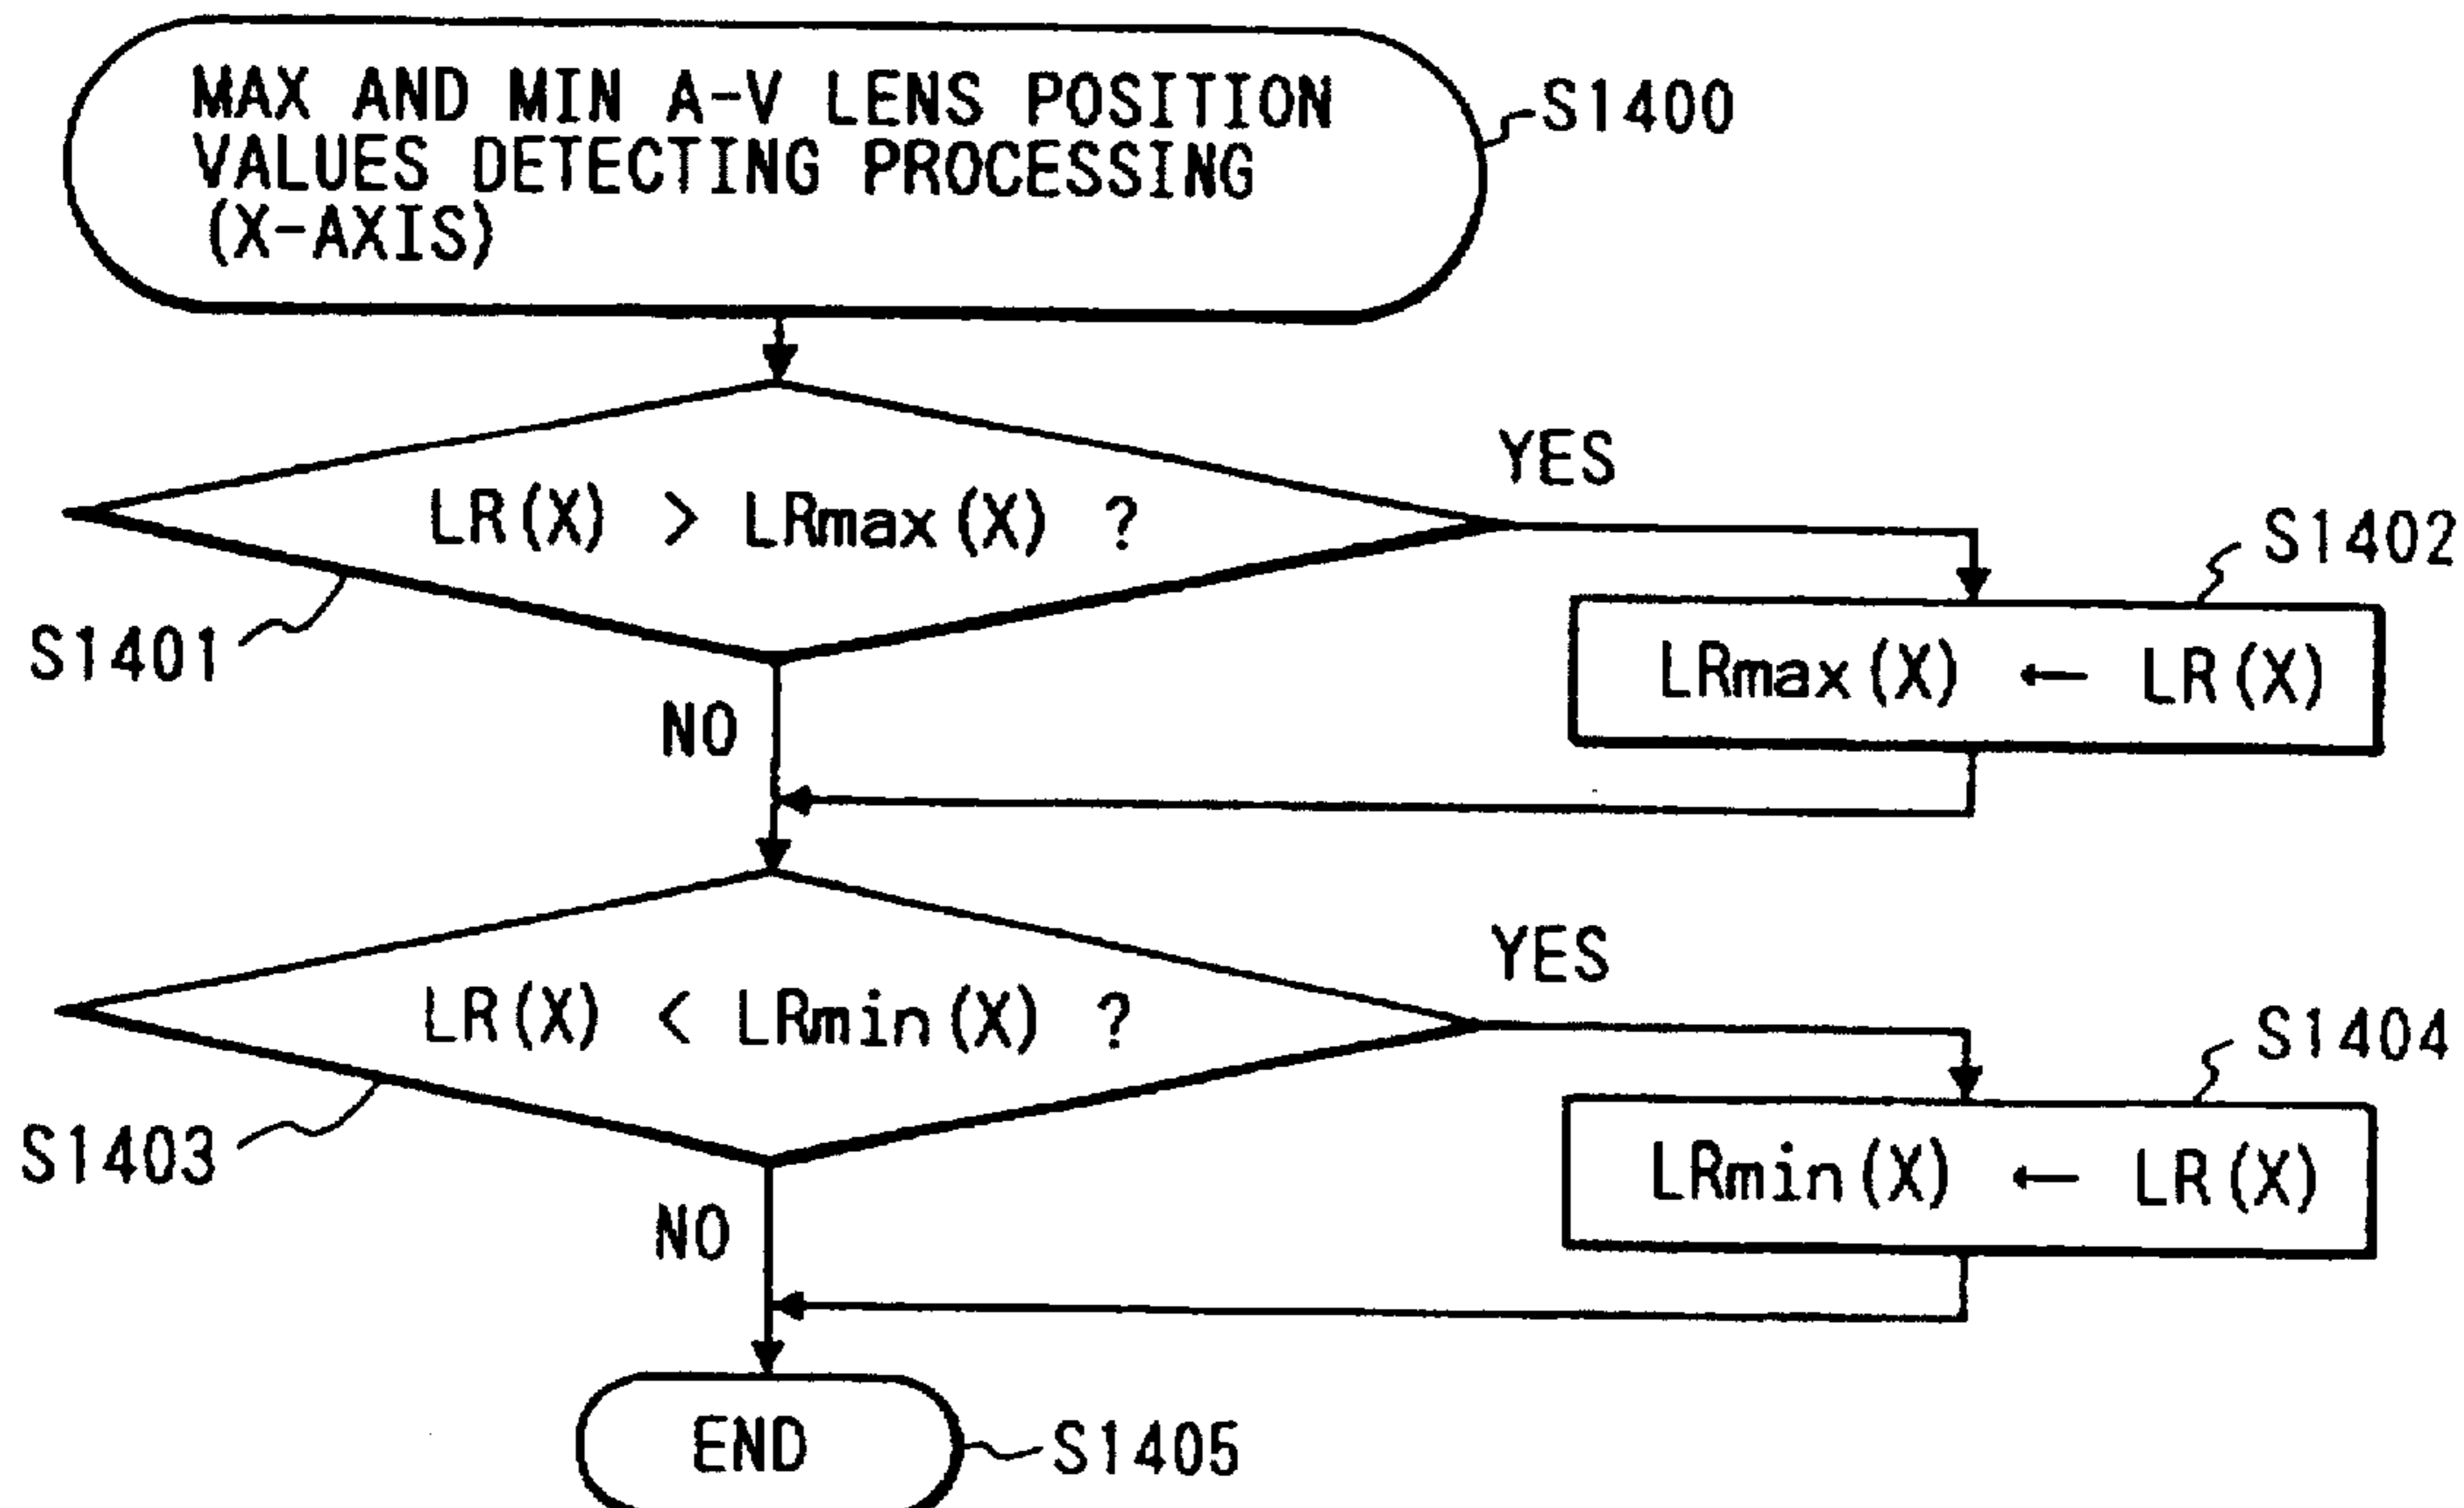 MAX AND MIN A-V LENS POSITION
VALUES DETECTING PROCESSING
(X-AXIS)
S1400
LR(X) > LRmax(X) ?
YES
S1401
S1402
LRmax(X) ← LR(X)
NO
LR(X) < LRmin(X) ?
YES
S1403
S1404
LRmin(X) ← LR(X)
NO
END
S1405